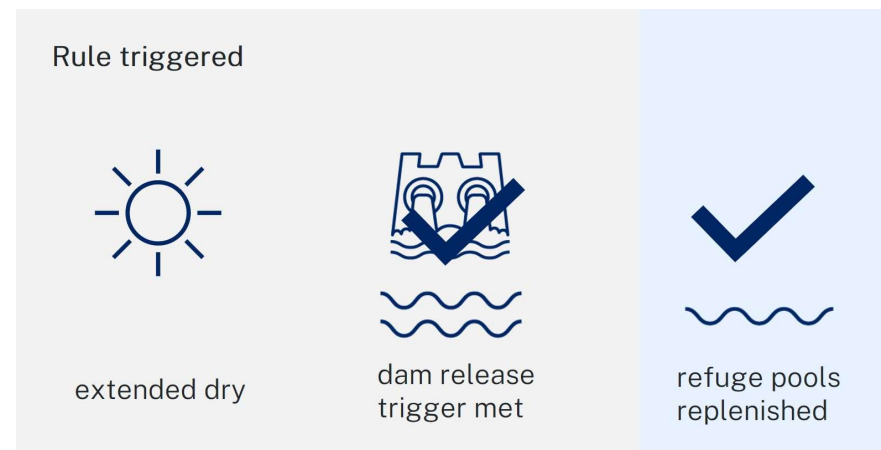 Rule triggered
extended dry
dam release
trigger met
refuge pools
replenished